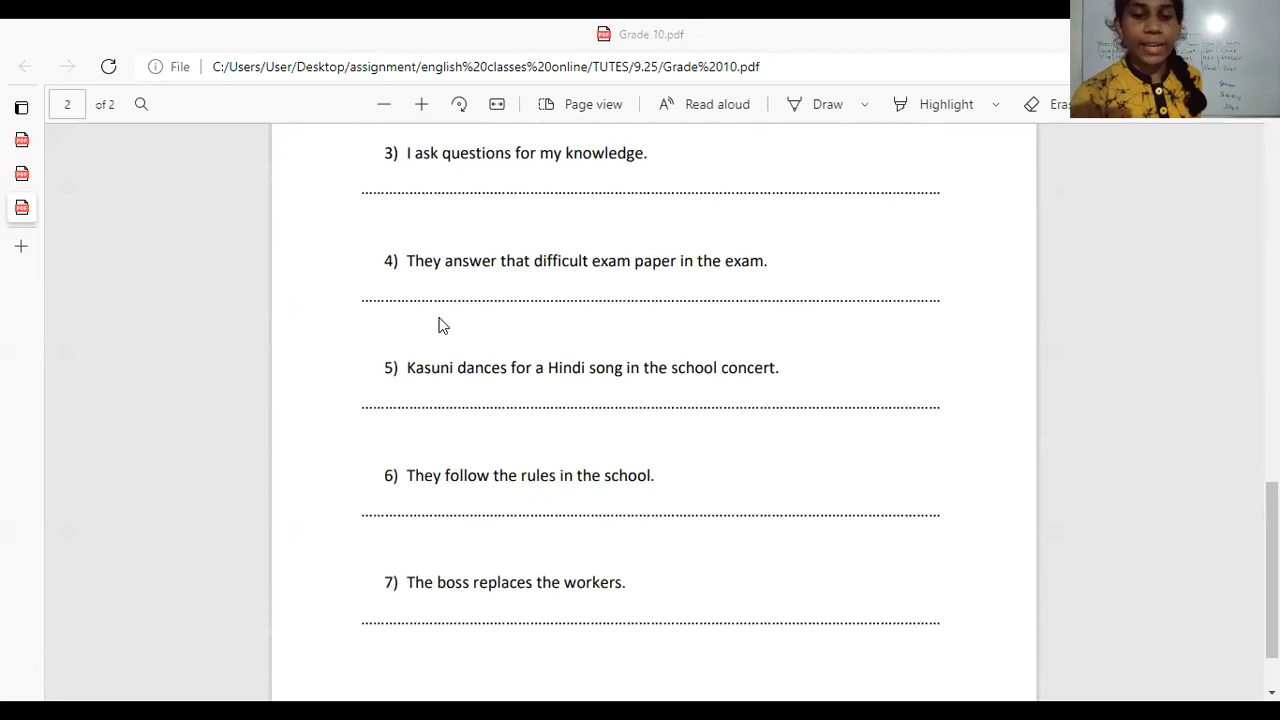 Grade 10.pdf
File C:/Users/User/Desktop/assignment/english%20classes%20online/TUTES/9.25/Grade%2010.pdf
2 of 2 Page view Read aloud Draw Highlight Eras
3) I ask questions for my knowledge.
4) They answer that difficult exam paper in the exam.
5) Kasuni dances for a Hindi song in the school concert.
6) They follow the rules in the school.
7) The boss replaces the workers.